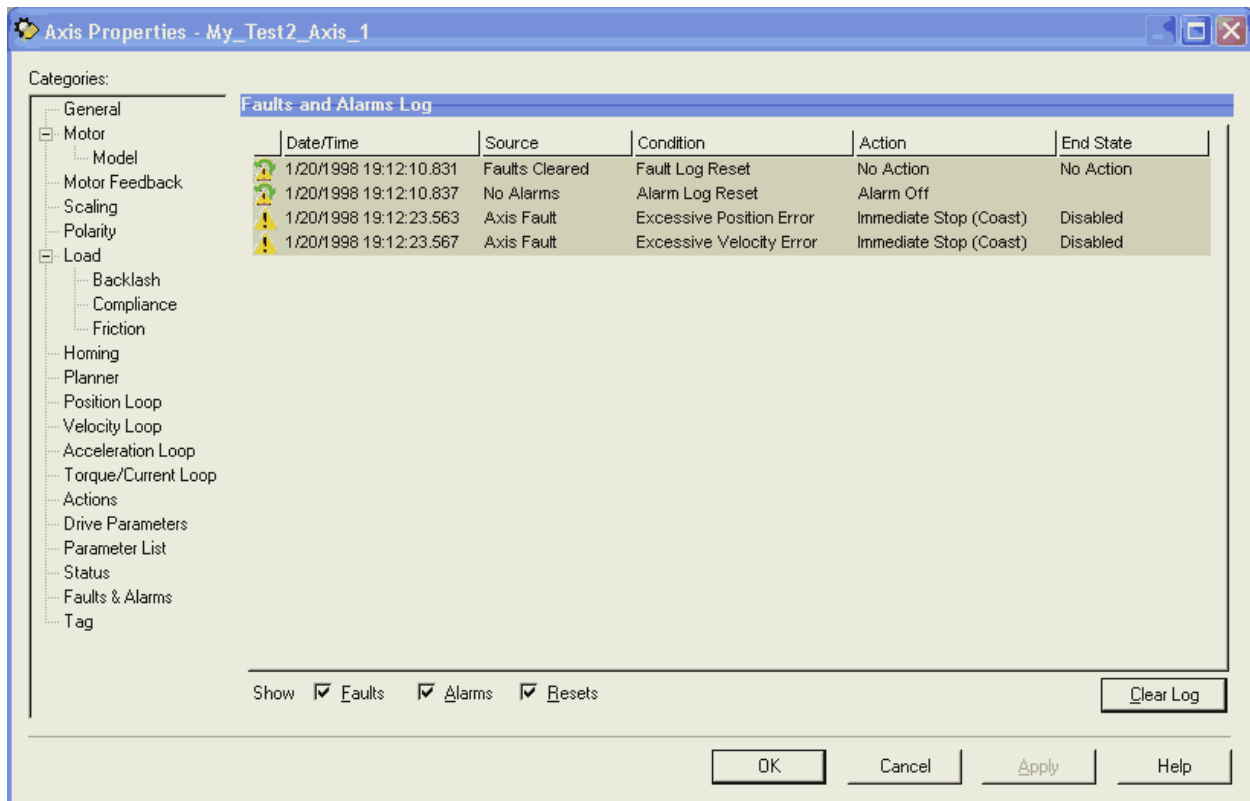 Axis Properties - My_Test2_Axis_1
Categories:
General
Motor
Model
Motor Feedback
Scaling
Polarity
Load
Backlash
Compliance
Friction
Homing
Planner
Position Loop
Velocity Loop
Acceleration Loop
Torque/Current Loop
Actions
Drive Parameters
Parameter List
Status
Faults & Alarms
Tag
Faults and Alarms Log
Date/Time Source Condition Action End State
1/20/1998 19:12:10.831 Faults Cleared Fault Log Reset No Action No Action
1/20/1998 19:12:10.837 No Alarms Alarm Log Reset Alarm Off
1/20/1998 19:12:23.563 Axis Fault Excessive Position Error Immediate Stop (Coast) Disabled
1/20/1998 19:12:23.567 Axis Fault Excessive Velocity Error Immediate Stop (Coast) Disabled
Show Faults Alarms Resets Clear Log
OK Cancel Apply Help